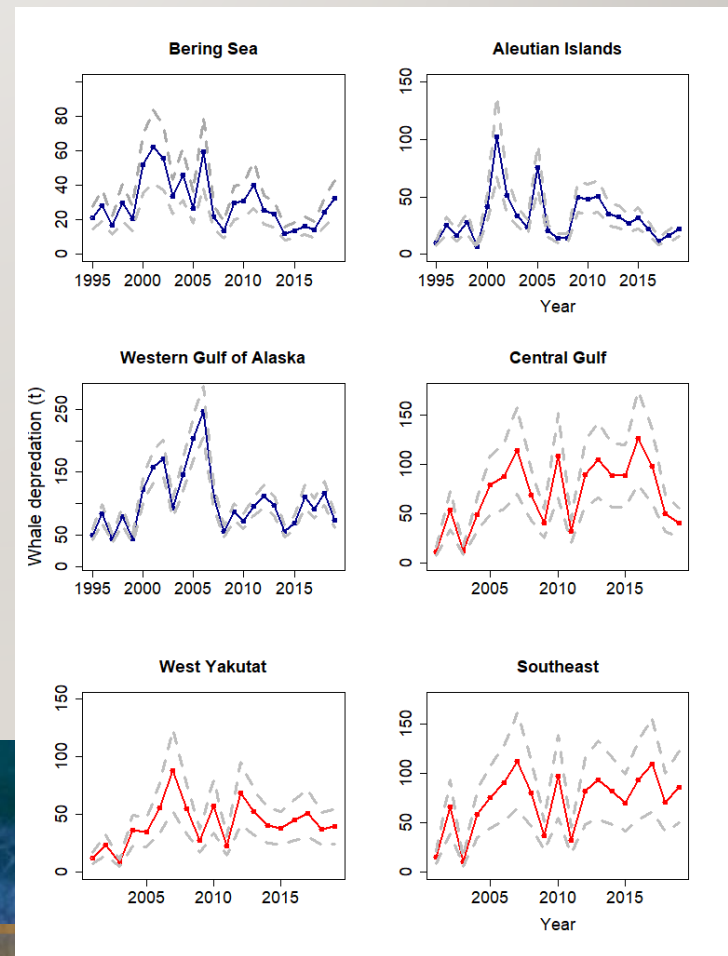 Bering Sea
Aleutian Islands
0 20 40 60 80
0 50 100 150
1995 2000 2005 2010 2015
1995 2000 2005 2010 2015
Year
Western Gulf of Alaska
Central Gulf
Whale depredation (t)
0 50 150 250
0 50 100 150
1995 2000 2005 2010 2015
2005 2010 2015
West Yakutat
Southeast
0 50 100 150
0 50 100 150
2005 2010 2015
2005 2010 2015
Year